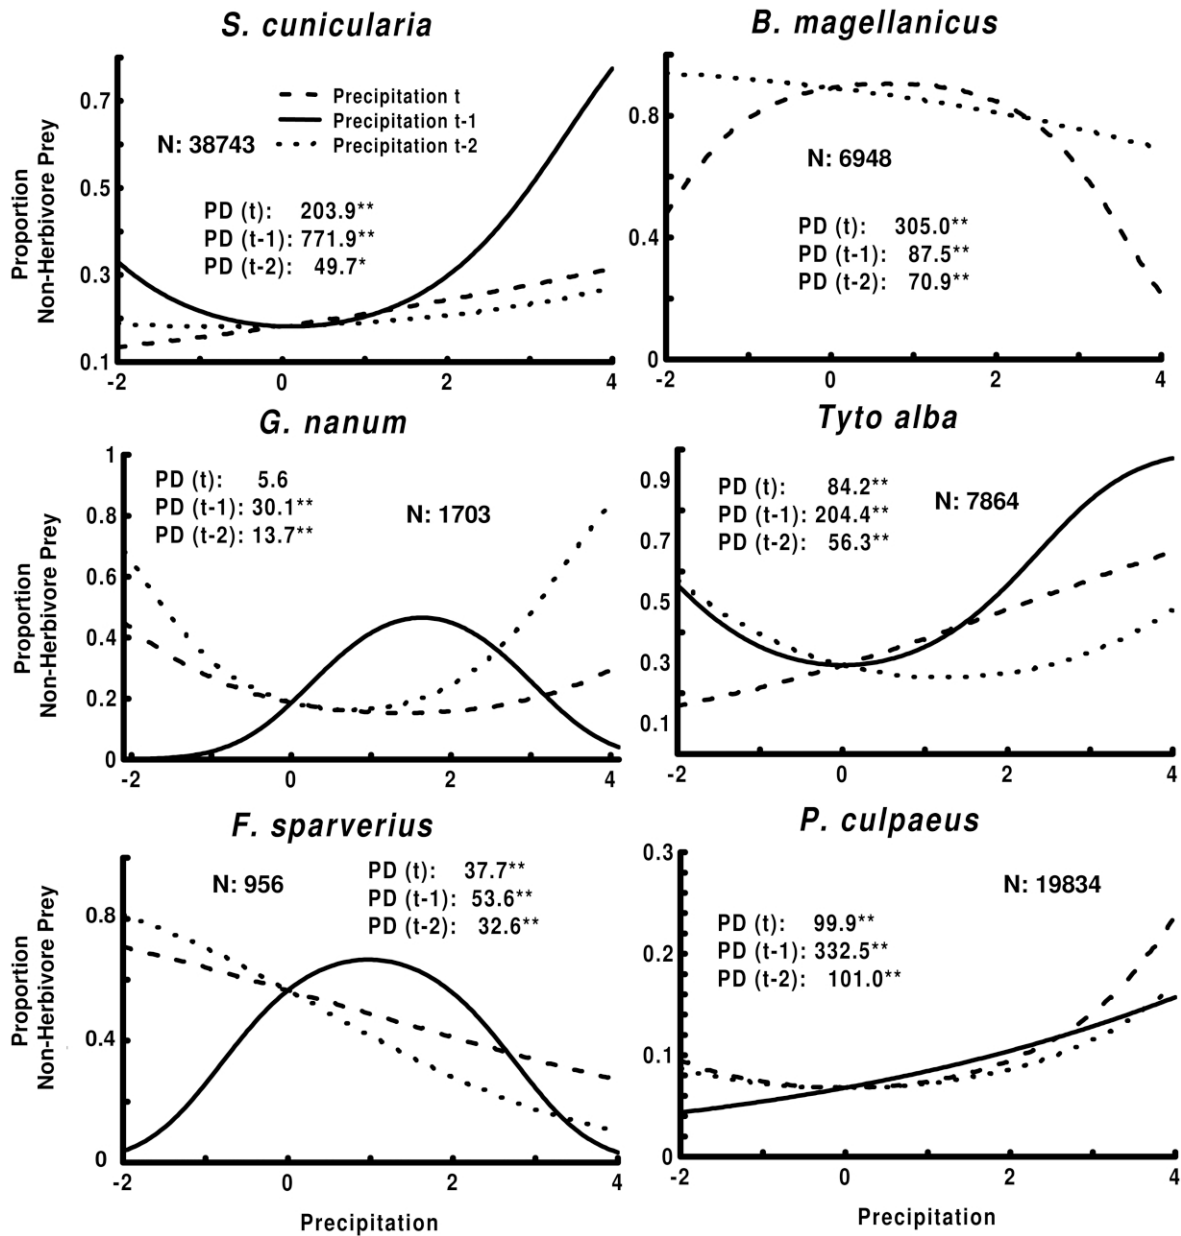 S. cunicularia
Proportion
Non-Herbivore Prey
0.7
0.5
0.3
0.1
Precipitation t
Precipitation t-1
Precipitation t-2
N: 38743
PD (t): 203.9**
PD (t-1): 771.9**
PD (t-2): 49.7*
-2 0 2 4
B. magellanicus
0.8
0.4
0
N: 6948
PD (t): 305.0**
PD (t-1): 87.5**
PD (t-2): 70.9**
-2 0 2 4
G. nanum
Proportion
Non-Herbivore Prey
1
0.8
0.6
0.4
0.2
0
PD (t): 5.6
PD (t-1): 30.1**
PD (t-2): 13.7**
N: 1703
-2 0 2 4
Tyto alba
0.9
0.7
0.5
0.3
0.1
PD (t): 84.2**
PD (t-1): 204.4**
PD (t-2): 56.3**
N: 7864
-2 0 2 4
F. sparverius
Proportion
Non-Herbivore Prey
0.8
0.4
0
N: 956
PD (t): 37.7**
PD (t-1): 53.6**
PD (t-2): 32.6**
-2 0 2 4
Precipitation
P. culpaeus
0.3
0.2
0.1
0
N: 19834
PD (t): 99.9**
PD (t-1): 332.5**
PD (t-2): 101.0**
-2 0 2 4
Precipitation